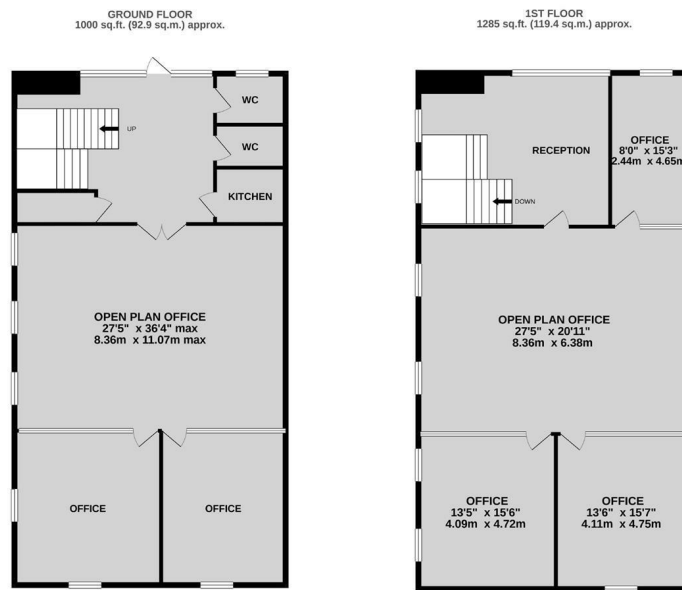 GROUND FLOOR
1000 sq.ft. (92.9 sq.m.) approx.
WC
UP
WC
KITCHEN
OPEN PLAN OFFICE
27'5" x 36'4" max
8.36m x 11.07m max
OFFICE
OFFICE
1ST FLOOR
1285 sq.ft. (119.4 sq.m.) approx.
OFFICE
8'0" x 15'3"
2.44m x 4.65m
RECEPTION
DOWN
OPEN PLAN OFFICE
27'5" x 20'11"
8.36m x 6.38m
OFFICE
13'5" x 15'6"
4.09m x 4.72m
OFFICE
13'6" x 15'7"
4.11m x 4.75m